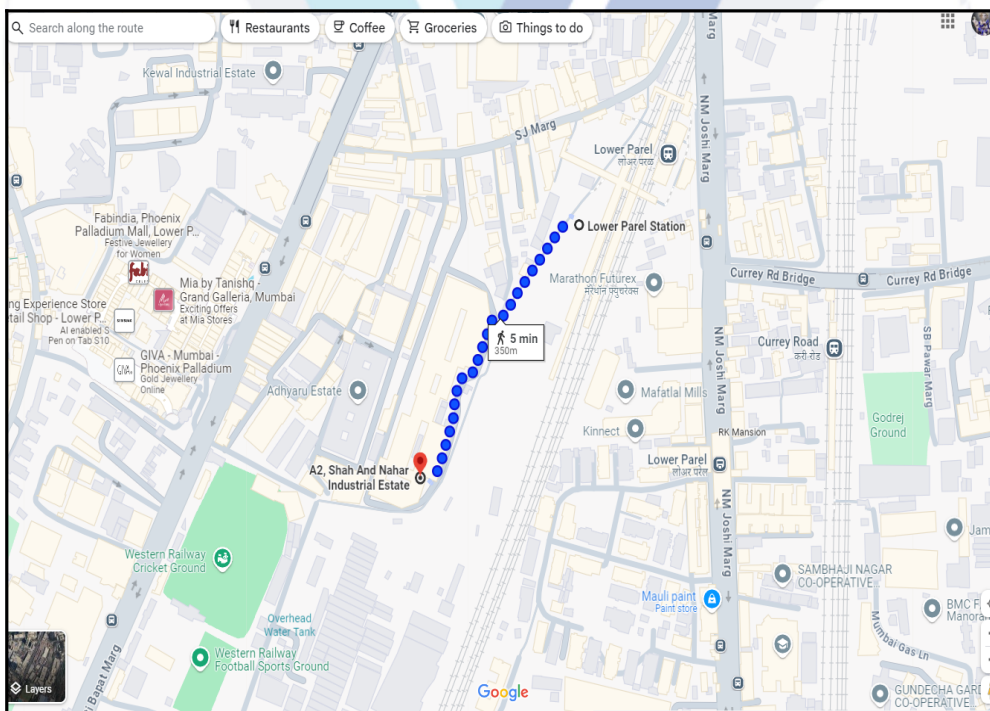 Search along the route
Restaurants
Coffee
Groceries
Things to do
Marg
Kewal Industrial Estate
NM Joshi Marg
SJ Marg
Lower Parel
लोअर परळ
Fabindia, Phoenix
Palladium Mall, Lower P...
Festive Jewellery
for Women
fab
Lower Parel Station
Mia by Tanishq -
Grand Galleria, Mumbai
Exciting Offers
at Mia Stores
Marathon Futurex
मॅरेथॉन फ्युचरेक्स
Currey Rd Bridge
Currey Rd Bridge
ng Experience Store
tail Shop - Lower P...
AI enabled S
Pen on Tab S10
5 min
350m
NM Joshi Marg
Currey Road
करी रोड
SB Pawar Marg
GIVA - Mumbai -
Phoenix Palladium
Gold Jewellery
Online
GIVA
Adhyaru Estate
Mafatlal Mills
Kinnect
RK Mansion
Godrej
Ground
A2, Shah And Nahar
Industrial Estate
Lower Parel
लोअर परेल
NM Joshi Marg
Jam
Western Railway
Cricket Ground
SAMBHAJI NAGAR
CO-OPERATIVE...
Mauli paint
Paint store
BMC F
Manora
Overhead
Water Tank
Western Railway
Football Sports Ground
Mumbai Gas Ln
i Bapat Marg
Layers
Google
GUNDECHA GARD
CO-OPERATIVE...